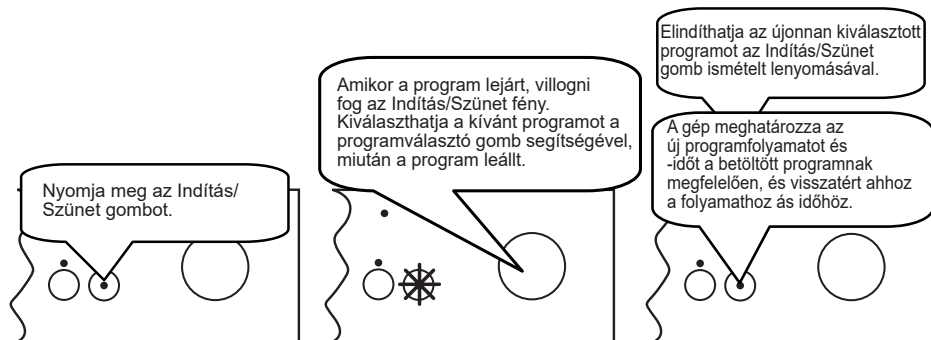 Nyomja meg az Indítás/
Szünet gombot.
Amikor a program lejárt, villogni
fog az Indítás/Szünet fény.
Kiválaszthatja a kívánt programot a
programválasztó gomb segítségével,
miután a program leállt.
Elindíthatja az újonnan kiválasztott
programot az Indítás/Szünet
gomb ismételt lenyomásával.
A gép meghatározza az
új programfolyamatot és
-időt a betöltött programnak
megfelelően, és visszatért ahhoz
a folyamathoz ás időhöz.